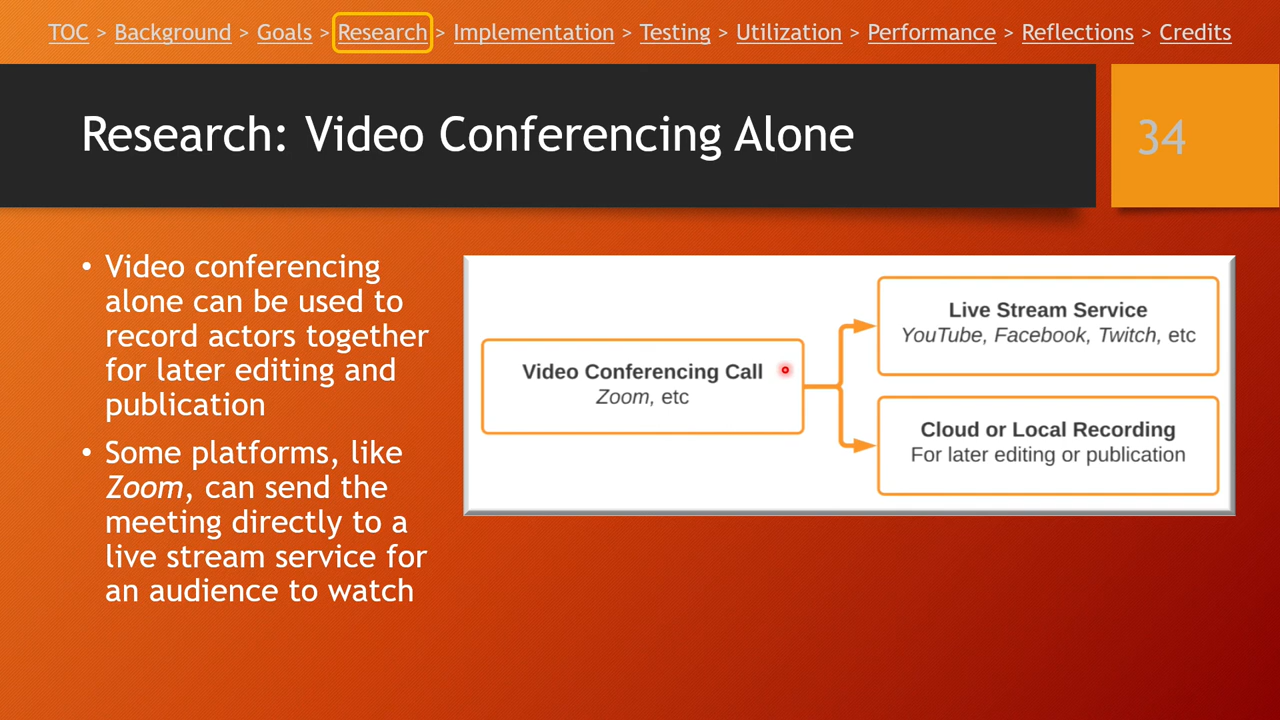 TOC > Background > Goals > Research > Implementation > Testing > Utilization > Performance > Reflections > Credits
Research: Video Conferencing Alone
34
• Video conferencing
alone can be used to
record actors together
for later editing and
publication
• Some platforms, like
Zoom, can send the
meeting directly to a
live stream service for
an audience to watch
Video Conferencing Call
Zoom, etc
Live Stream Service
YouTube, Facebook, Twitch, etc
Cloud or Local Recording
For later editing or publication